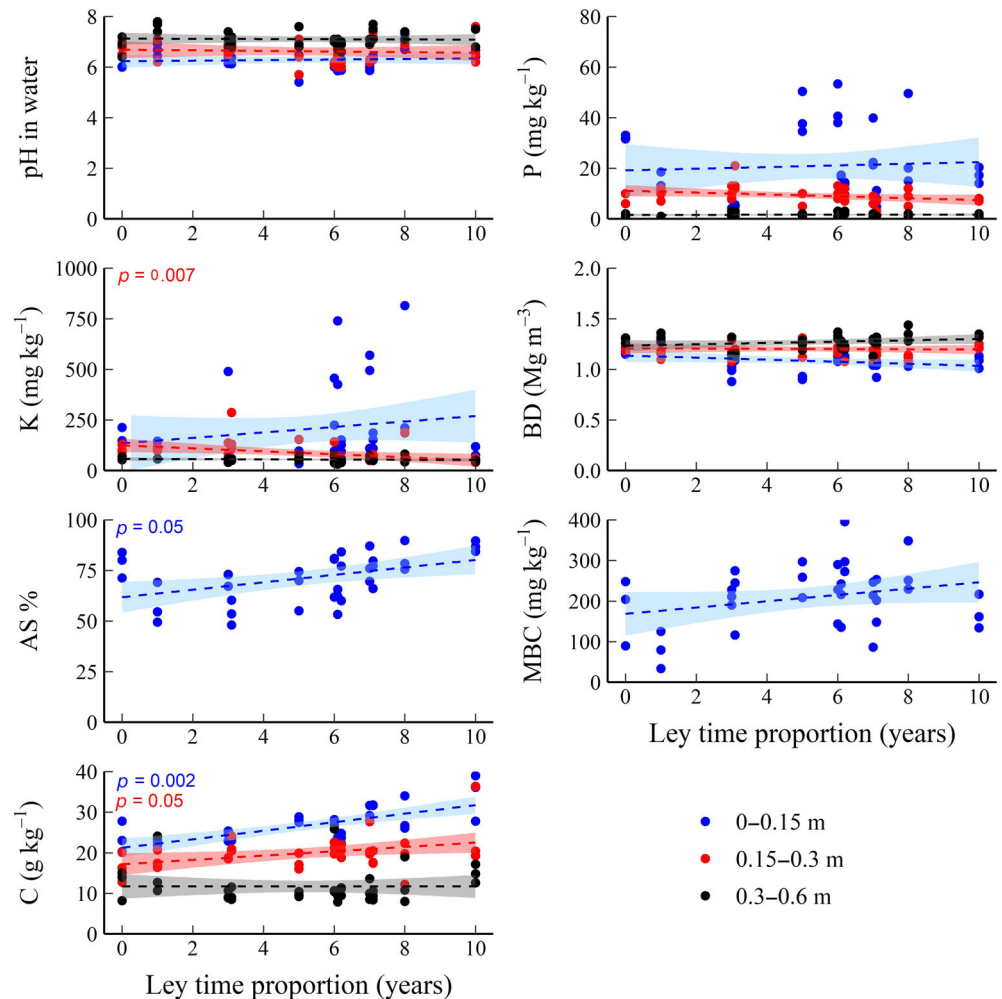 pH in water
8
6
4
2
0
0 2 4 6 8 10
P (mg kg⁻¹)
80
60
40
20
0
0 2 4 6 8 10
K (mg kg⁻¹)
p = 0.007
1000
750
500
250
0
0 2 4 6 8 10
BD (Mg m⁻³)
2.0
1.5
1.0
0.5
0.0
0 2 4 6 8 10
AS %
p = 0.05
100
75
50
25
0
0 2 4 6 8 10
MBC (mg kg⁻¹)
400
300
200
100
0
0 2 4 6 8 10
Ley time proportion (years)
C (g kg⁻¹)
p = 0.002
p = 0.05
40
30
20
10
0
0 2 4 6 8 10
Ley time proportion (years)
0–0.15 m
0.15–0.3 m
0.3–0.6 m